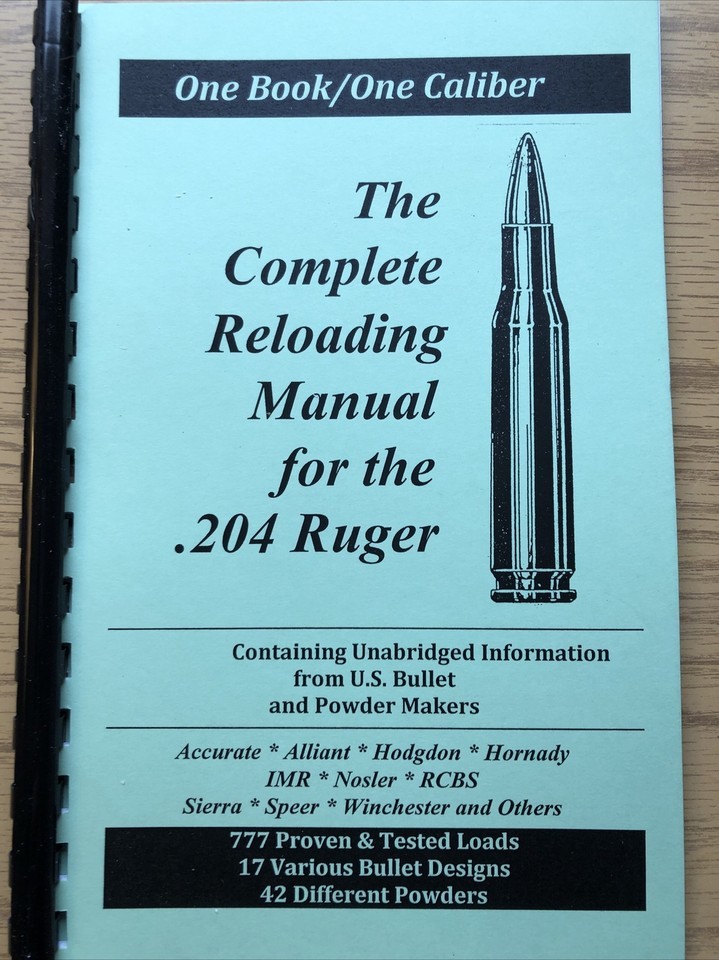 One Book/One Caliber
The
Complete
Reloading
Manual
for the
.204 Ruger
Containing Unabridged Information
from U.S. Bullet
and Powder Makers
Accurate * Alliant * Hodgdon * Hornady
IMR * Nosler * RCBS
Sierra * Speer * Winchester and Others
777 Proven & Tested Loads
17 Various Bullet Designs
42 Different Powders